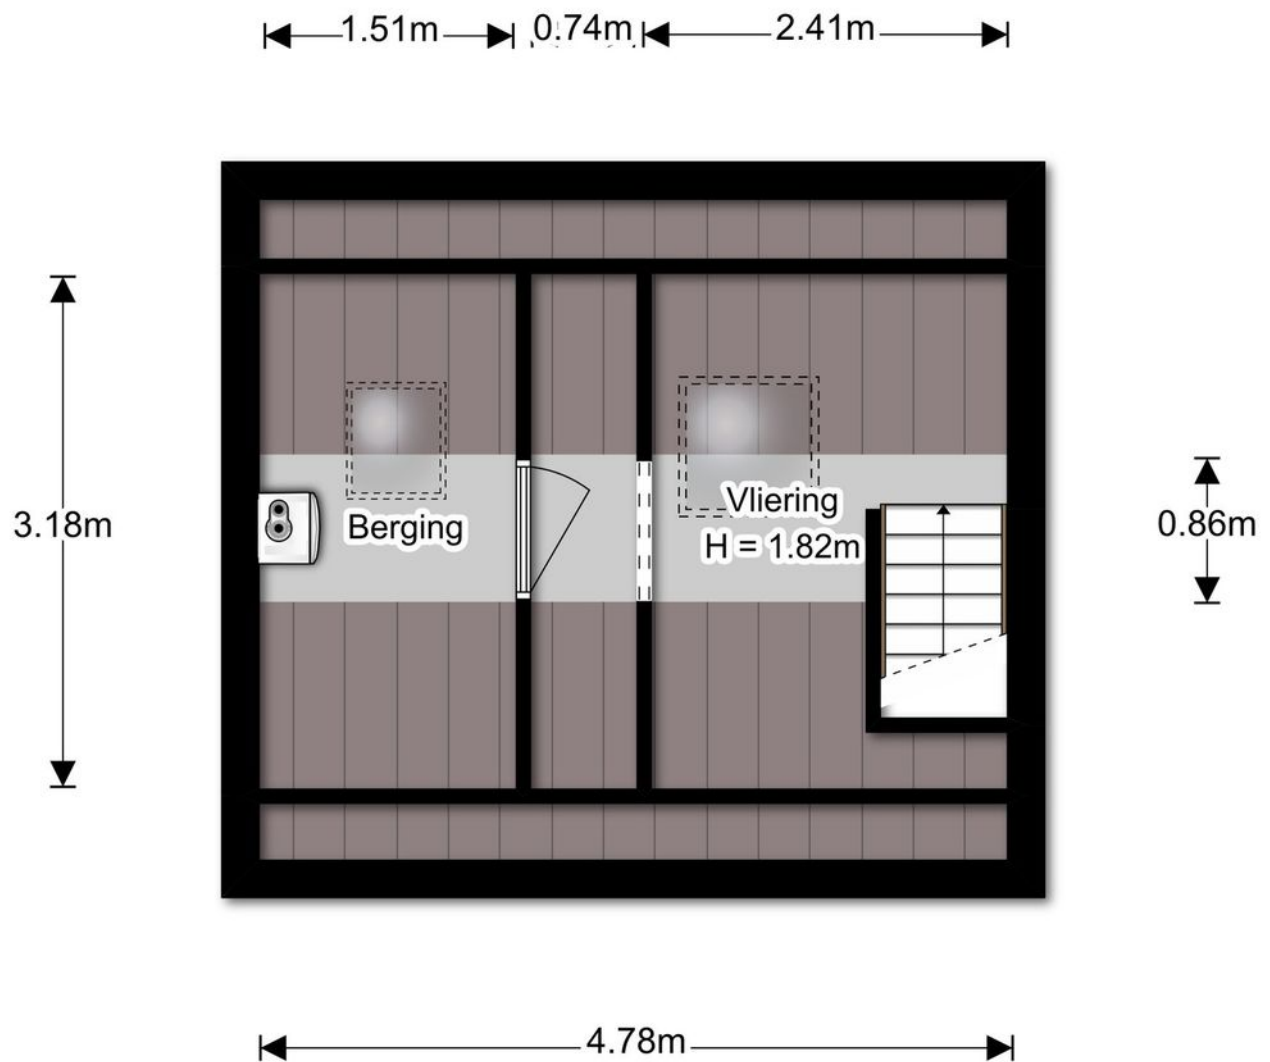 1.51m 0.74m 2.41m
Vliering
3.18m Berging 0.86m
H = 1.82m
4.78m